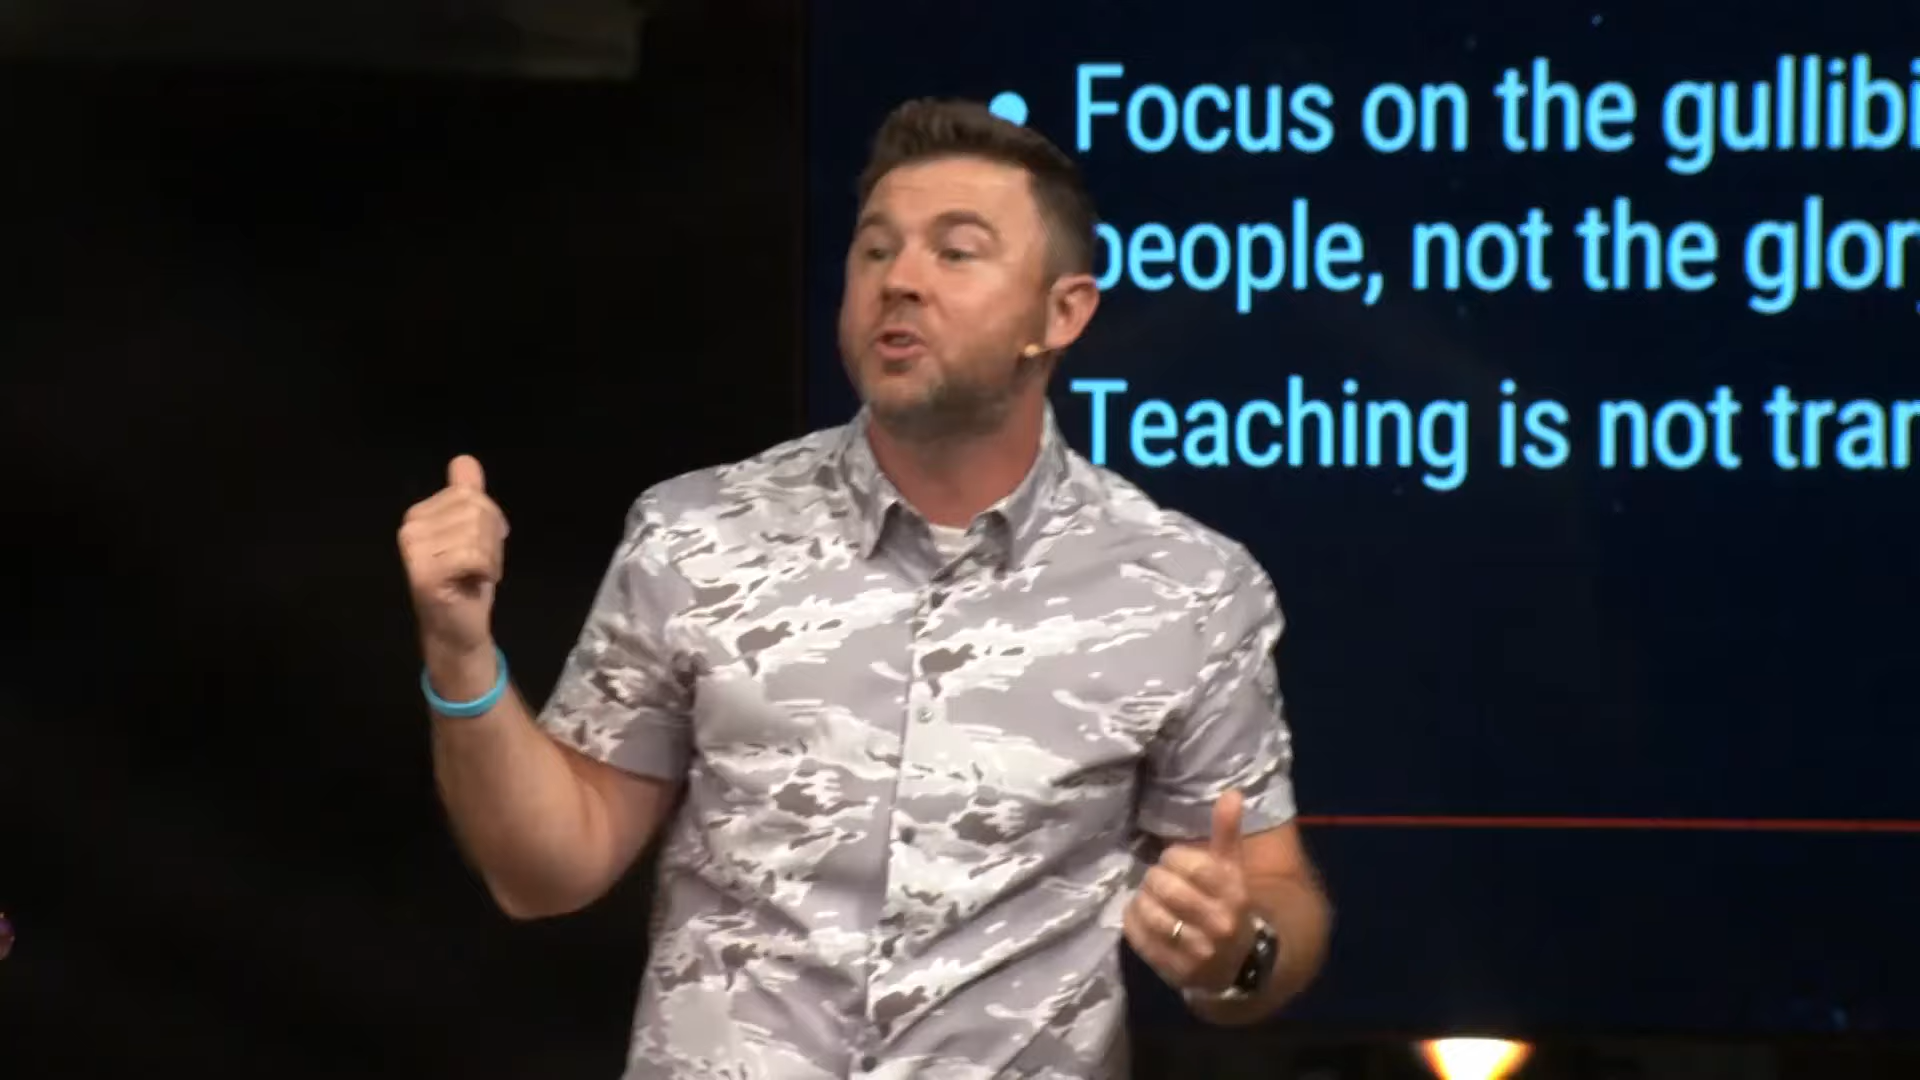 • Focus on the gullibi
people, not the glor
Teaching is not tran